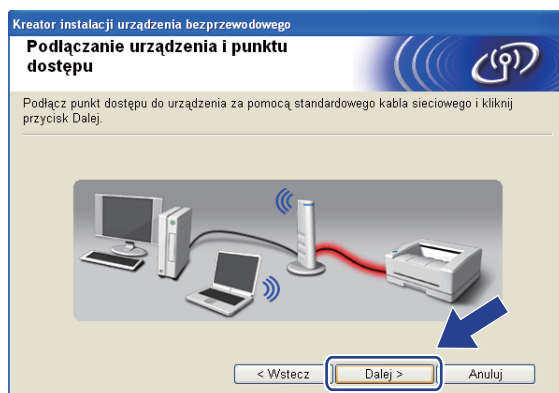 Kreator instalacji urządzenia bezprzewodowego
Podłączanie urządzenia i punktu
dostępu
Podłącz punkt dostępu do urządzenia za pomocą standardowego kabla sieciowego i kliknij
przycisk Dalej.
< Wstecz Dalej > Anuluj